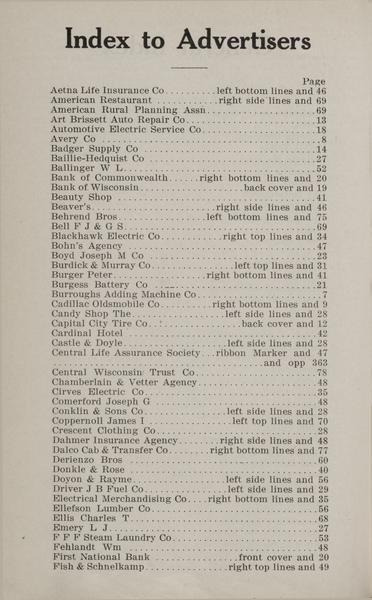 Index to Advertisers
Page
Aetna Life Insurance Co..........left bottom lines and 46
American Restaurant ............right side lines and 69
American Rural Planning Assn..........................69
Art Brissett Auto Repair Co...........................13
Automotive Electric Service Co........................18
Avery Co ..............................................8
Badger Supply Co .....................................14
Baillie-Hedquist Co ..................................27
Ballinger W L.........................................52
Bank of Commonwealth......right bottom lines and 20
Bank of Wisconsin....................back cover and 19
Beauty Shop ..........................................41
Beaver's........................right side lines and 46
Behrend Bros..................left bottom lines and 75
Bell F J & G S........................................69
Blackhawk Electric Co............right top lines and 34
Bohn's Agency ........................................47
Boyd Joseph M Co .....................................23
Burdick & Murray Co..............left top lines and 31
Burger Peter.................right bottom lines and 41
Burgess Battery Co ...................................21
Burroughs Adding Machine Co............................7
Cadillac Oldsmobile Co..........right bottom lines and 9
Candy Shop The...................left side lines and 28
Capital City Tire Co.................back cover and 12
Cardinal Hotel .......................................42
Castle & Doyle...................left side lines and 28
Central Life Assurance Society...ribbon Marker and 47
........................................and opp 363
Central Wisconsin Trust Co............................78
Chamberlain & Vetter Agency...........................48
Cirves Electric Co....................................35
Comerford Joseph G ...................................48
Conklin & Sons Co................left side lines and 28
Coppernoll James I................left top lines and 70
Crescent Clothing Co .................................28
Dahmer Insurance Agency........right side lines and 48
Dalco Cab & Transfer Co........right bottom lines and 77
Derienzo Bros ........................................60
Donkle & Rose ........................................40
Doyon & Rayme....................left side lines and 56
Driver J B Fuel Co...............left side lines and 29
Electrical Merchandising Co....right bottom lines and 35
Ellefson Lumber Co....................................56
Ellis Charles T.......................................68
Emery L J.............................................27
F F F Steam Laundry Co................................53
Fehlandt Wm ..........................................48
First National Bank .................front cover and 20
Fish & Schnelkamp................right top lines and 49